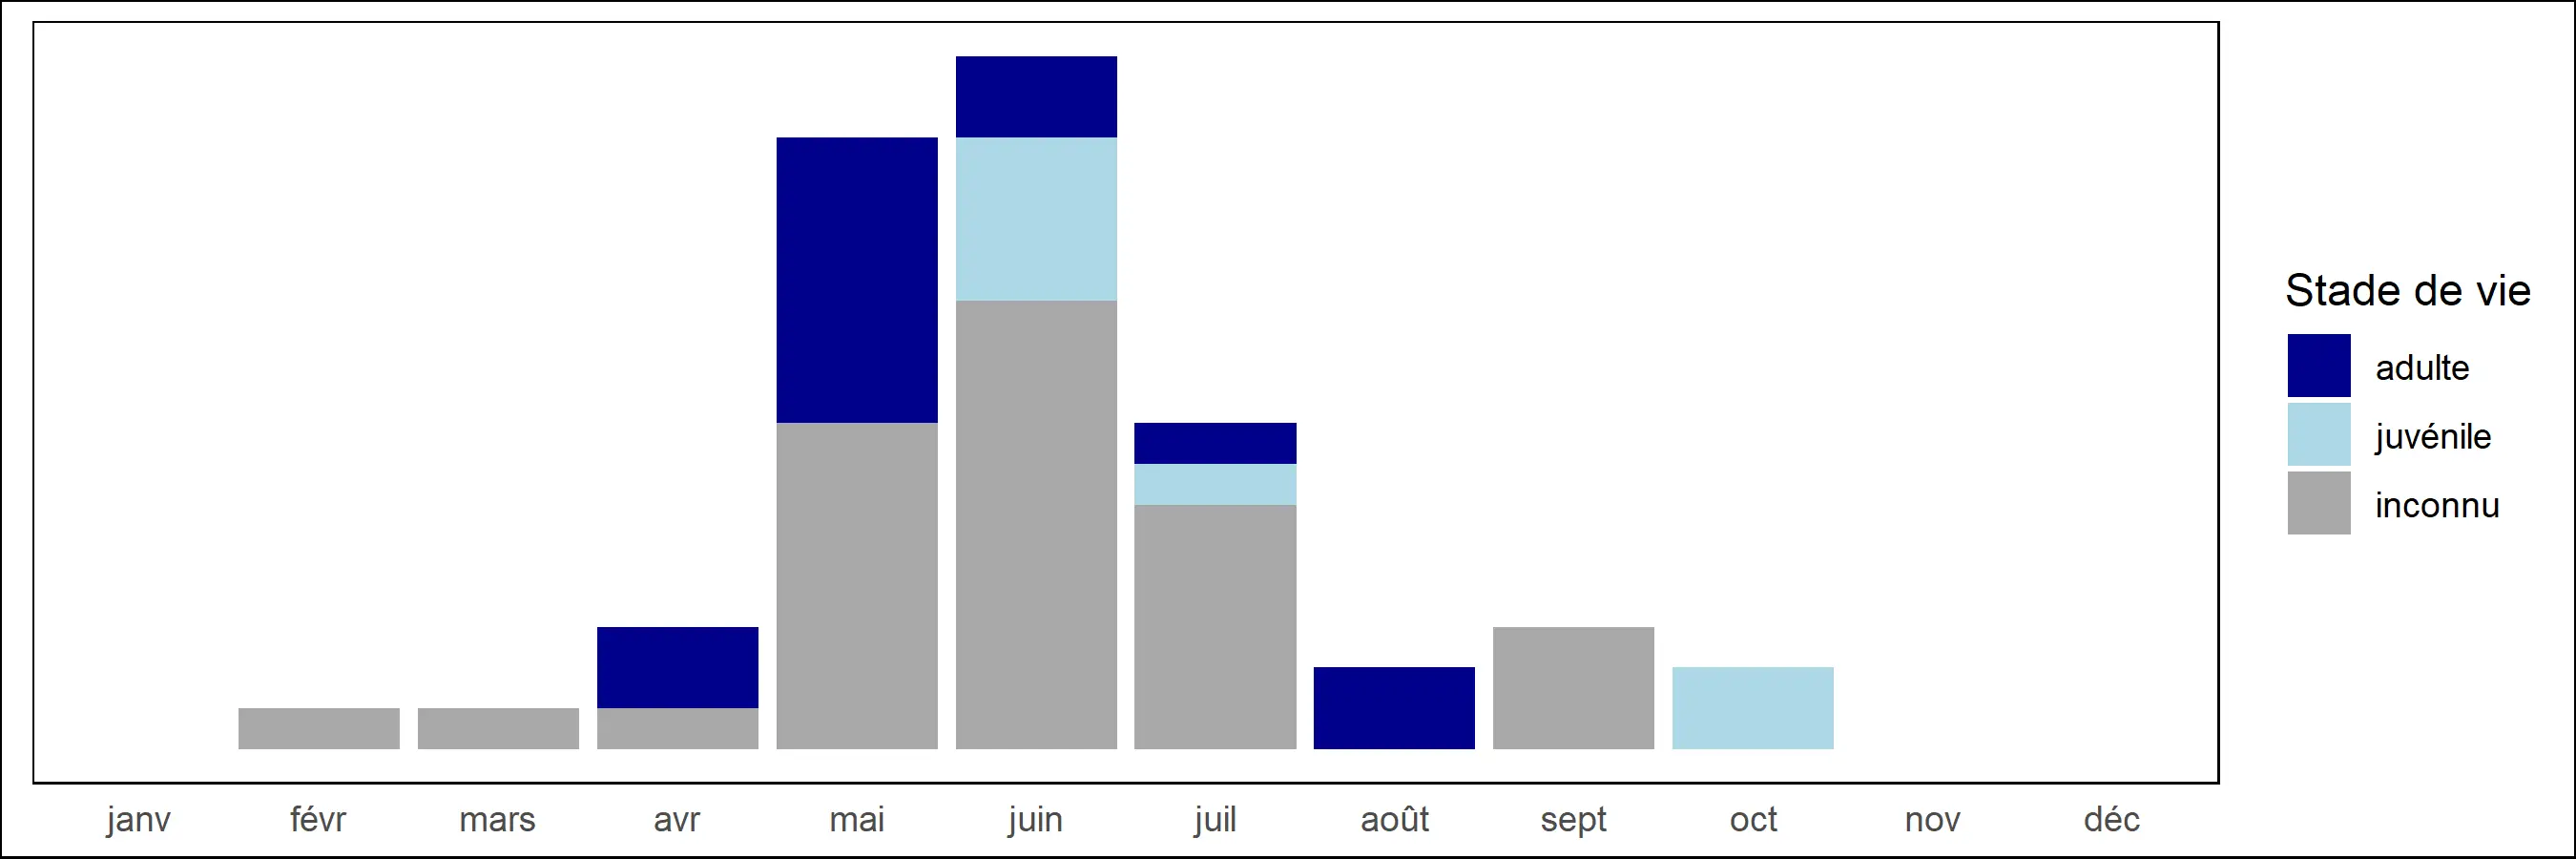 Stade de vie
adulte
juvénile
inconnu
janv févr mars avr mai juin juil août sept oct nov déc